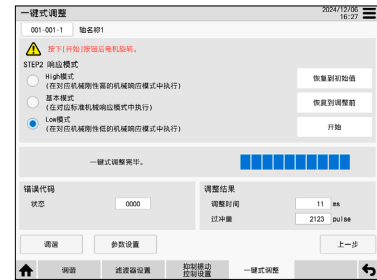 一键式调整
2024/12/06
16:27
001-001-1 轴名称1
按下[开始]按钮后电机旋转。
STEP2 响应模式
High模式
(在对应机械刚性高的机械响应模式中执行)
恢复到初始值
基本模式
(在对应标准机械响应模式中执行)
恢复到调整前
Low模式
(在对应机械刚性低的机械响应模式中执行)
开始
一键式调整完毕。
错误代码
状态 0000
调整结果
调整时间 11 ms
过冲量 2123 pulse
调谐 参数设置 上一步
调谐 滤波器设置 抑制振动
控制设置 一键式调整